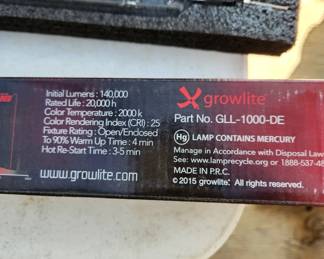 Initial Lumens : 140,000
Rated Life : 20,000 h
Color Temperature : 2000 k
Color Rendering Index (CRI) : 25
Fixture Rating : Open/Enclosed
To 90% Warm Up Time : 4 min
Hot Re-Start Time : 3-5 min
www.growlite.com
growlite
Part No. GLL-1000-DE
Hg LAMP CONTAINS MERCURY
Manage in Accordance with Disposal Law
See: www.lamprecycle.org or 1-888-537-48
MADE IN P.R.C.
© 2015 growlite. All rights reserved.